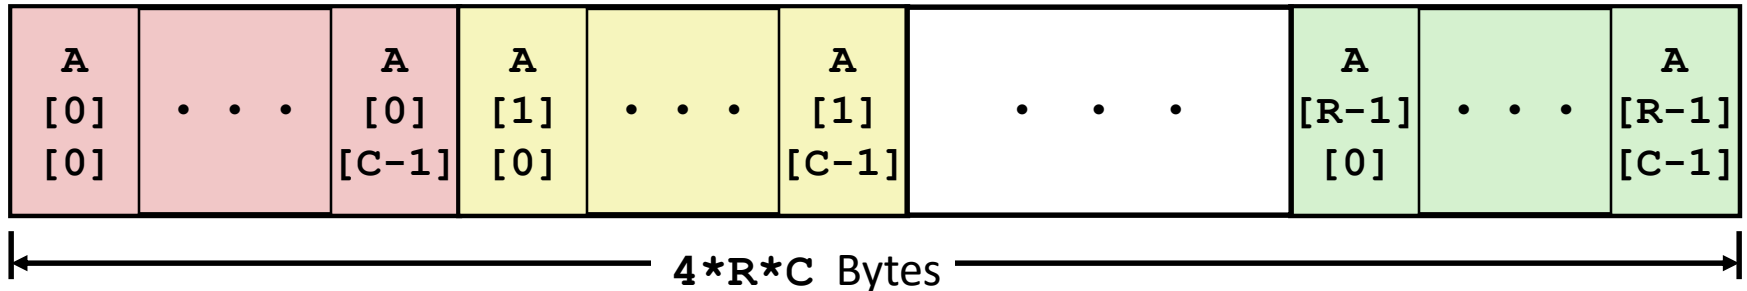 A A A A A A
[0] • • • [0] [1] • • • [1] • • • [R-1] • • • [R-1]
[0] [C-1] [0] [C-1] [0] [C-1]
4*R*C Bytes